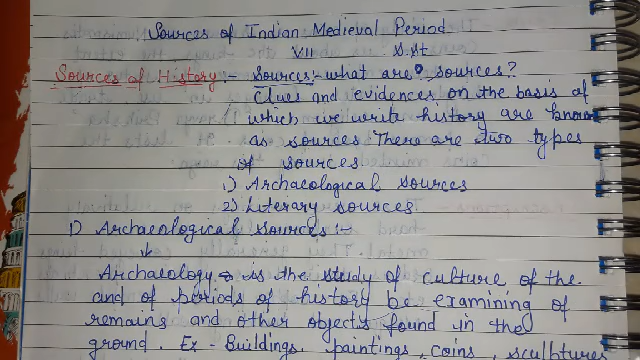 Sources of Indian Medieval Period
VII S.St
Sources of History :- Sources:- what are sources?
Clues and evidences on the basis of
which we write history are known
as sources There are two types
of sources
1) Archaeological Sources
2) Literary sources
1) Archaeological Sources :-
Archaeology is the study of culture of the
and of periods of history be examining of
remains and other objects found in the
ground. Ex - Buildings, paintings, coins, sculptures